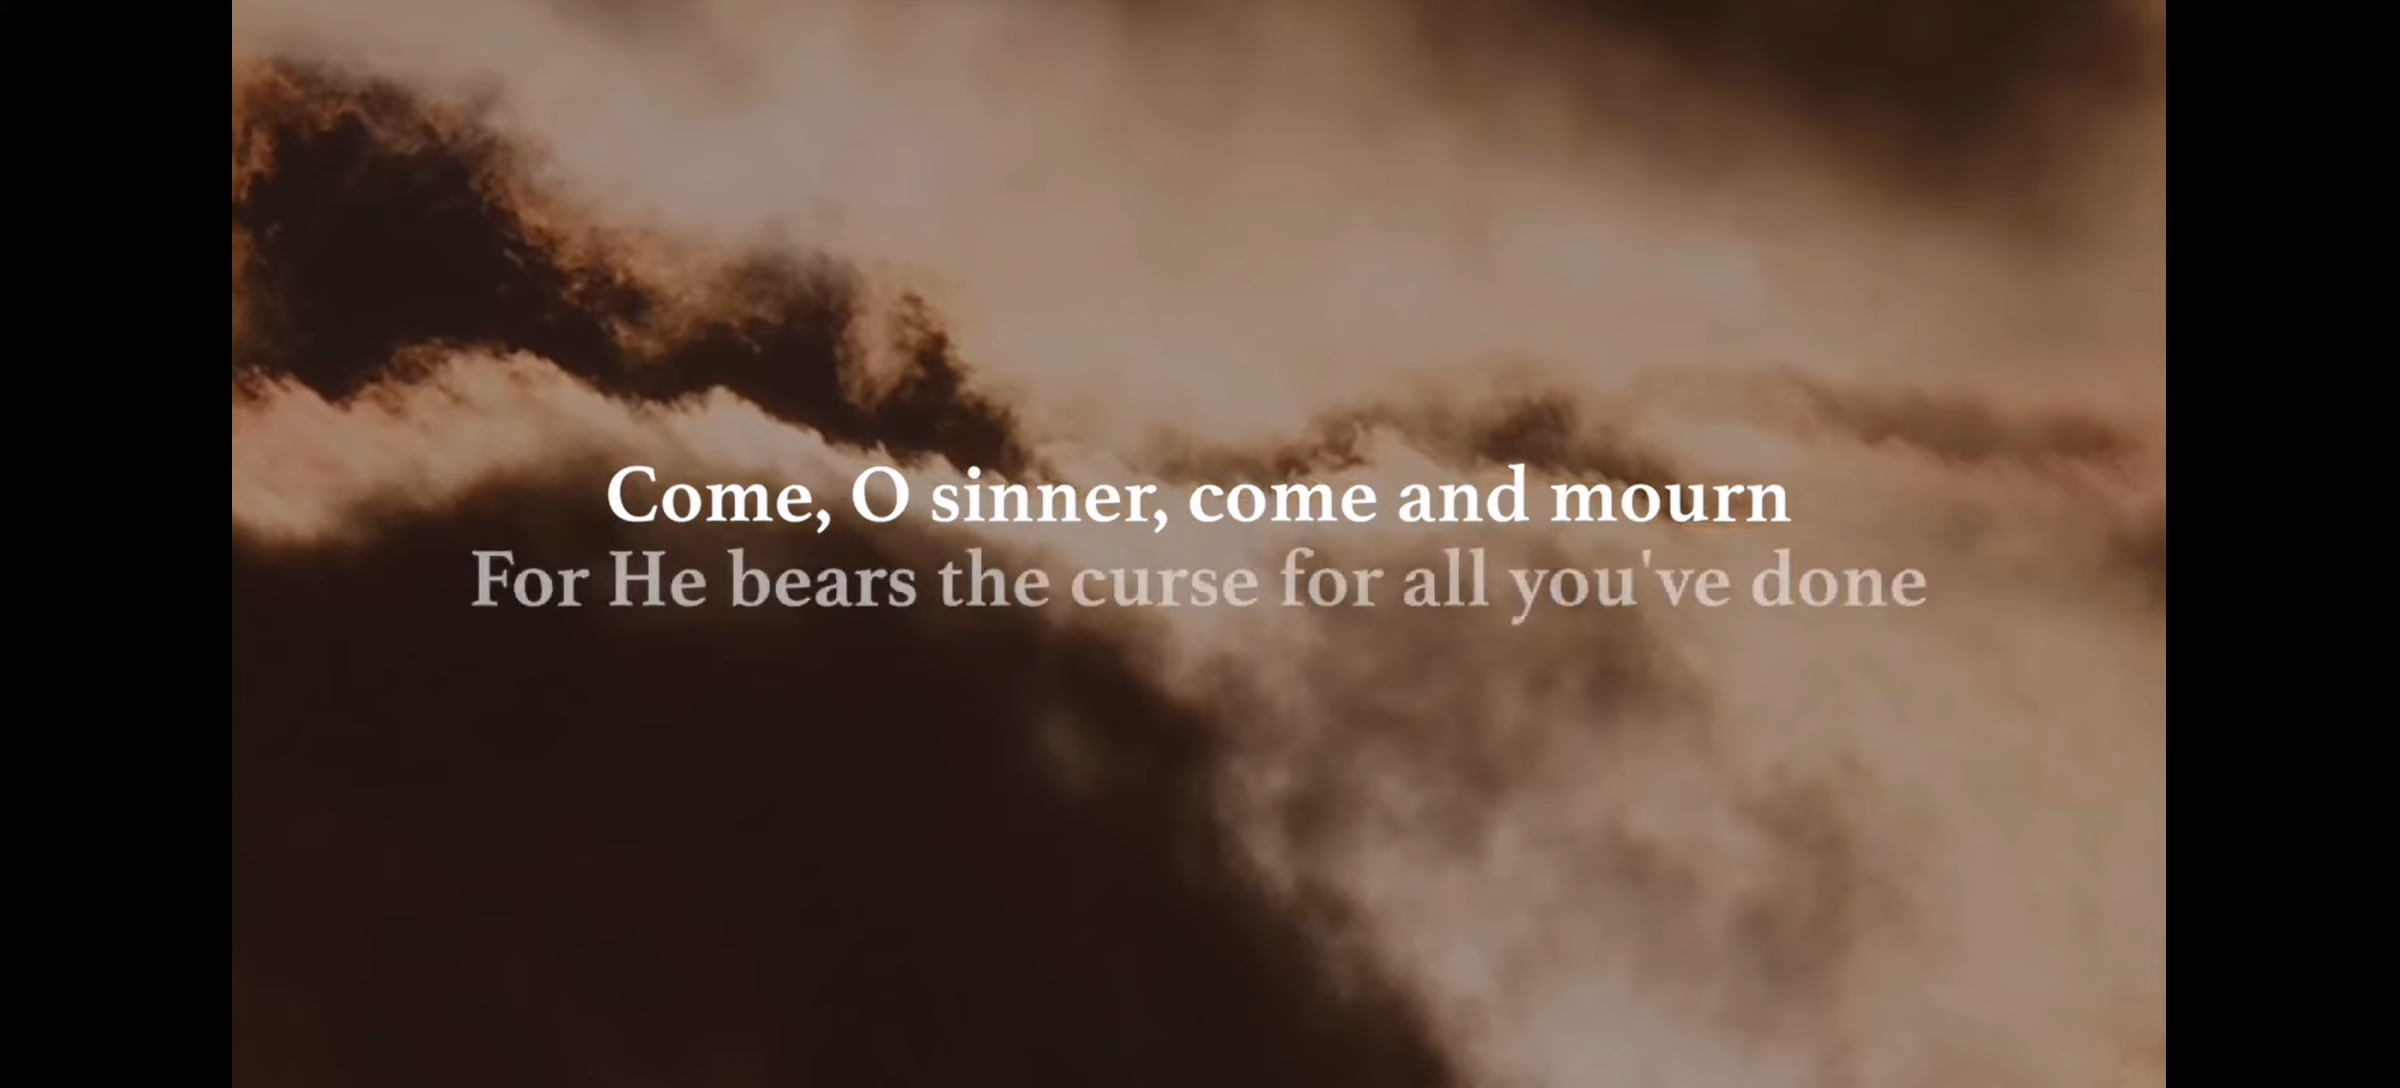 Come, O sinner, come and mourn
For He bears the curse for all you've done